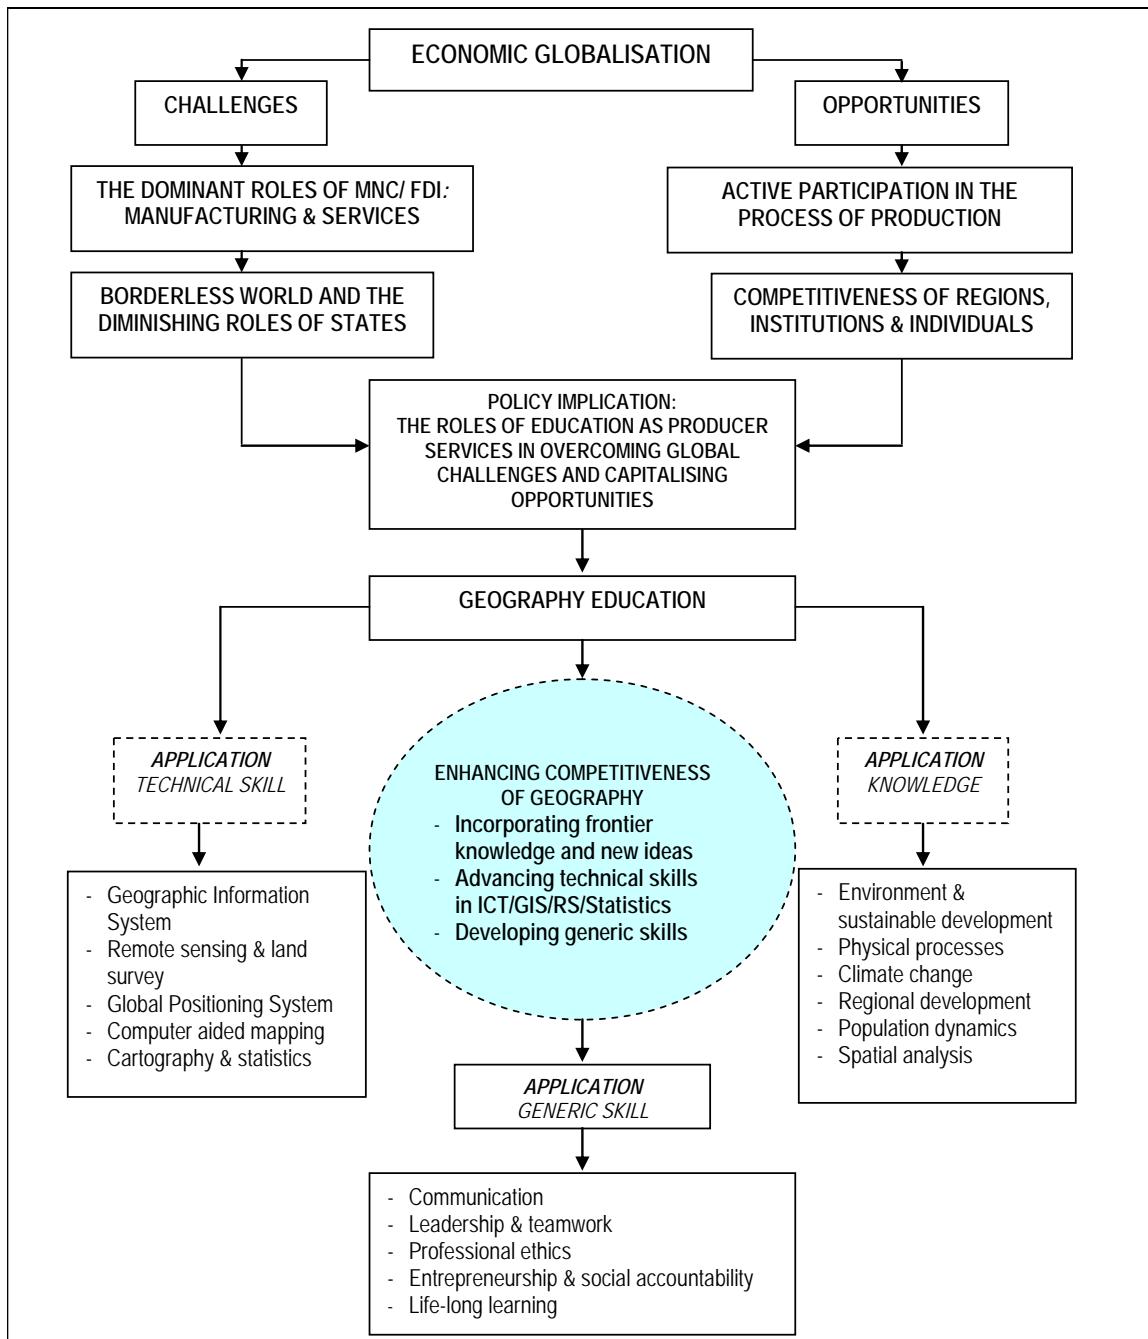 ECONOMIC GLOBALISATION
CHALLENGES
OPPORTUNITIES
THE DOMINANT ROLES OF MNC/ FDI:
MANUFACTURING & SERVICES
ACTIVE PARTICIPATION IN THE
PROCESS OF PRODUCTION
BORDERLESS WORLD AND THE
DIMINISHING ROLES OF STATES
COMPETITIVENESS OF REGIONS,
INSTITUTIONS & INDIVIDUALS
POLICY IMPLICATION:
THE ROLES OF EDUCATION AS PRODUCER
SERVICES IN OVERCOMING GLOBAL
CHALLENGES AND CAPITALISING
OPPORTUNITIES
GEOGRAPHY EDUCATION
APPLICATION
TECHNICAL SKILL
ENHANCING COMPETITIVENESS
OF GEOGRAPHY
- Incorporating frontier
knowledge and new ideas
- Advancing technical skills
in ICT/GIS/RS/Statistics
- Developing generic skills
APPLICATION
KNOWLEDGE
- Geographic Information
System
- Remote sensing & land
survey
- Global Positioning System
- Computer aided mapping
- Cartography & statistics
- Environment &
sustainable development
- Physical processes
- Climate change
- Regional development
- Population dynamics
- Spatial analysis
APPLICATION
GENERIC SKILL
- Communication
- Leadership & teamwork
- Professional ethics
- Entrepreneurship & social accountability
- Life-long learning